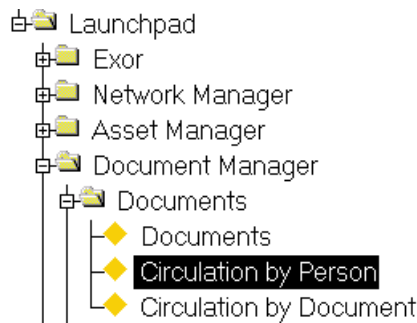 Launchpad
Exor
Network Manager
Asset Manager
Document Manager
Documents
Documents
Circulation by Person
Circulation by Document